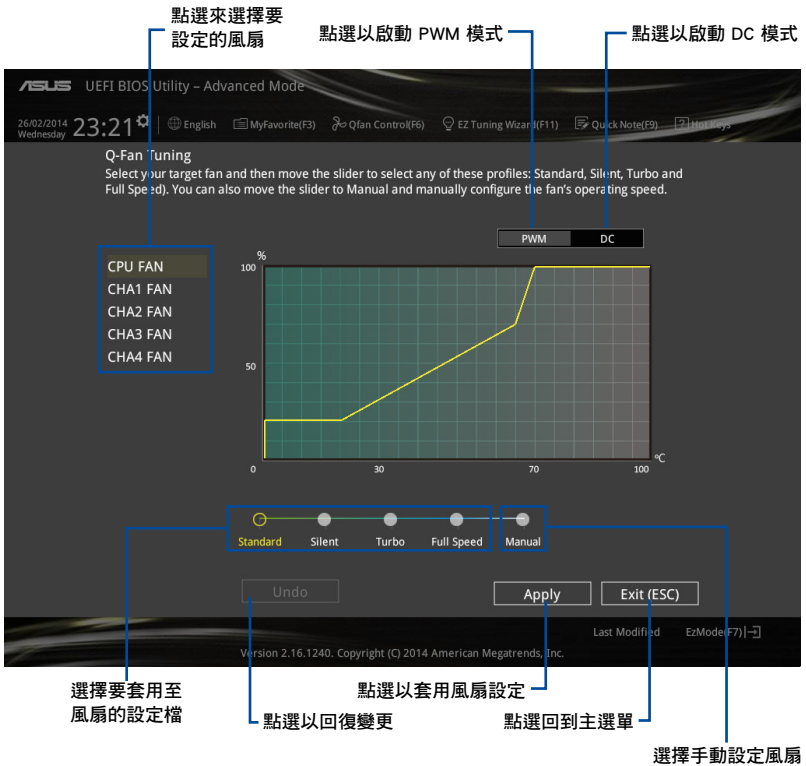 點選來選擇要
設定的風扇
點選以啟動 PWM 模式
點選以啟動 DC 模式
ASUS UEFI BIOS Utility – Advanced Mode
26/02/2014
Wednesday
23:21
English
MyFavorite(F3)
Qfan Control(F6)
EZ Tuning Wizard(F11)
Quick Note(F9)
? Hot Keys
Q-Fan Tuning
Select your target fan and then move the slider to select any of these profiles: Standard, Silent, Turbo and
Full Speed). You can also move the slider to Manual and manually configure the fan's operating speed.
PWM DC
CPU FAN
CHA1 FAN
CHA2 FAN
CHA3 FAN
CHA4 FAN
%
100
50
0 30 70 100
°C
Standard Silent Turbo Full Speed Manual
Undo Apply Exit (ESC)
Last Modified EzMode(F7)
Version 2.16.1240. Copyright (C) 2014 American Megatrends, Inc.
選擇要套用至
風扇的設定檔
點選以回復變更
點選以套用風扇設定
點選回到主選單
選擇手動設定風扇